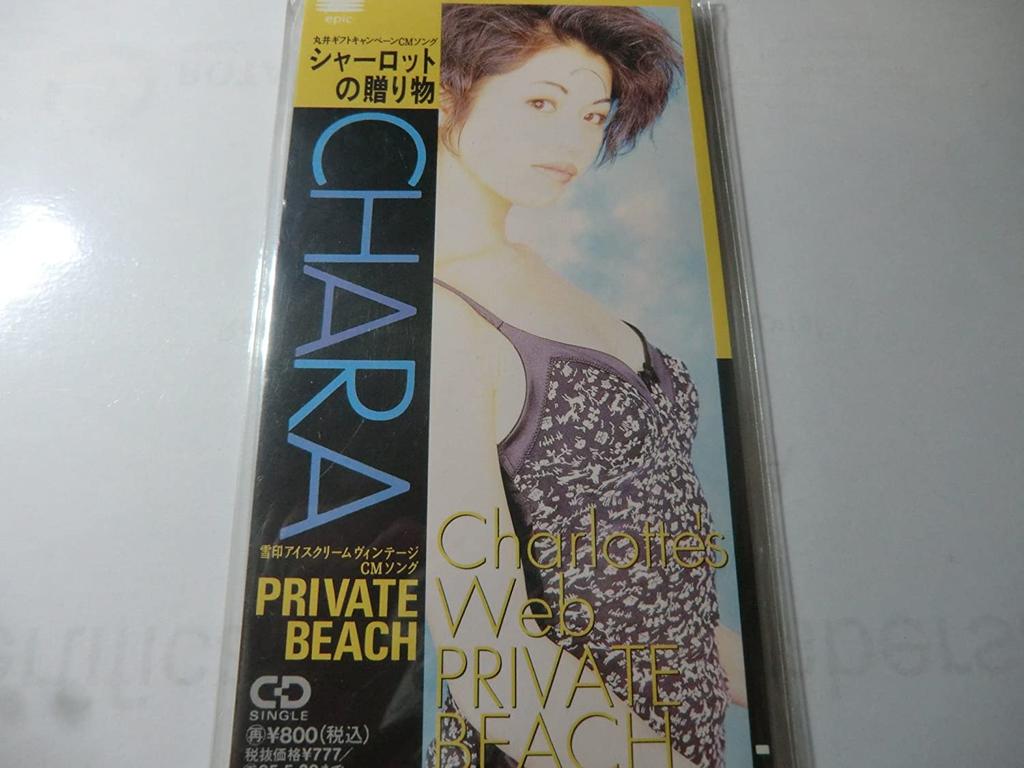 epic
丸井ギフトキャンペーンCMソング
シャーロット
の贈り物
CHARA
雪印アイスクリームヴィンテージ
CMソング
PRIVATE
BEACH
CD
SINGLE
再¥800(税込)
税抜価格¥777/
Charlotte's
Web
PRIVATE
BEACH